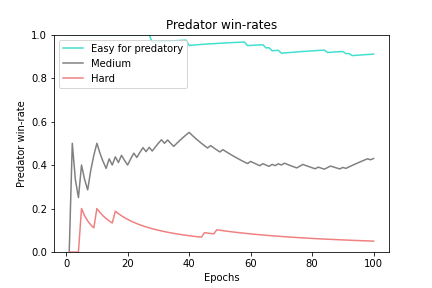 Predator win-rates
1.0
0.8
0.6
0.4
0.2
0.0
Predator win-rate
Easy for predatory
Medium
Hard
0
20
40
60
80
100
Epochs